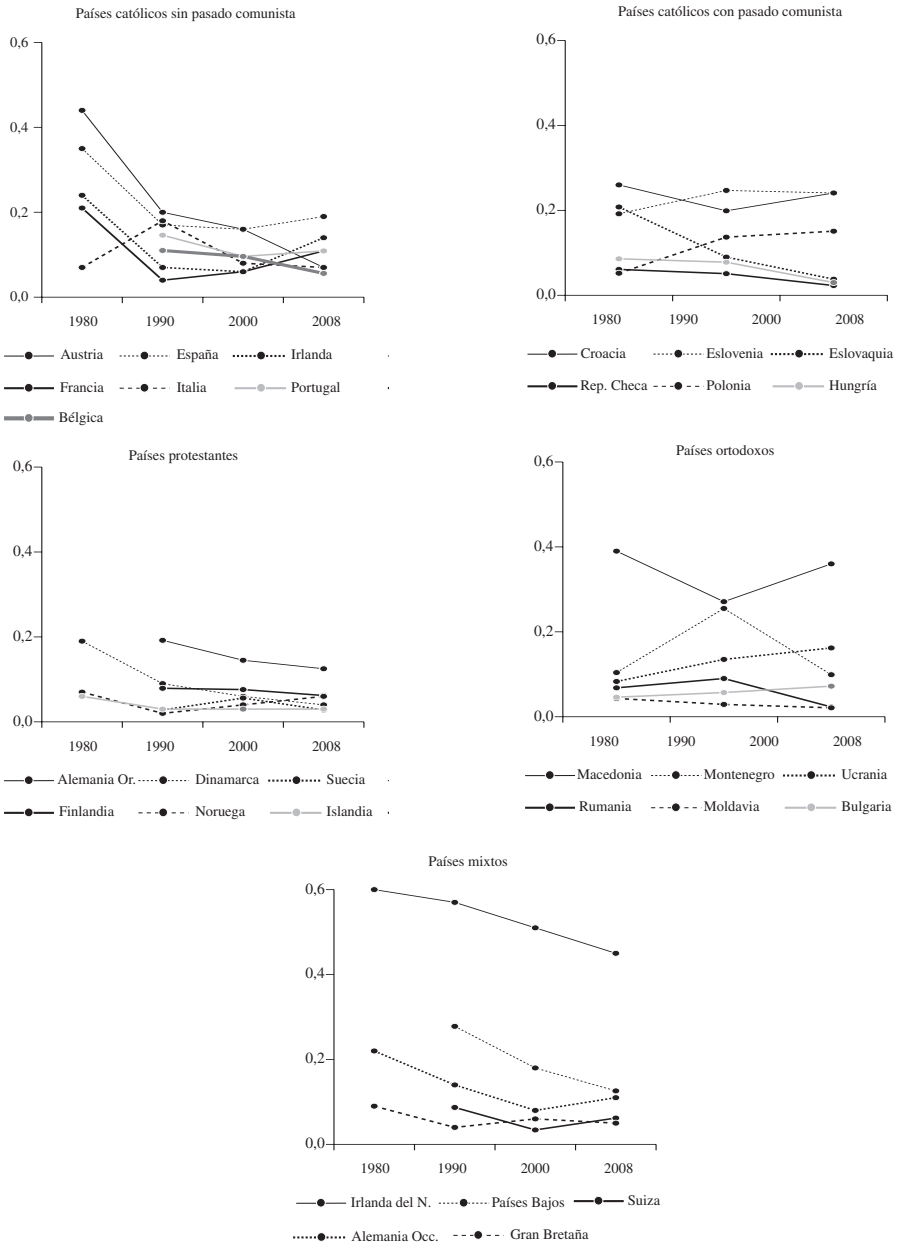 Países católicos sin pasado comunista
0,6
0,4
0,2
0,0
1980 1990 2000 2008
Austria España Irlanda
Francia Italia Portugal
Bélgica
Países católicos con pasado comunista
0,6
0,4
0,2
0,0
1980 1990 2000 2008
Croacia Eslovenia Eslovaquia
Rep. Checa Polonia Hungría
Países protestantes
0,6
0,4
0,2
0,0
1980 1990 2000 2008
Alemania Or. Dinamarca Suecia
Finlandia Noruega Islandia
Países ortodoxos
0,6
0,4
0,2
0,0
1980 1990 2000 2008
Macedonia Montenegro Ucrania
Rumania Moldavia Bulgaria
Países mixtos
0,6
0,4
0,2
0,0
1980 1990 2000 2008
Irlanda del N. Países Bajos Suiza
Alemania Occ. Gran Bretaña